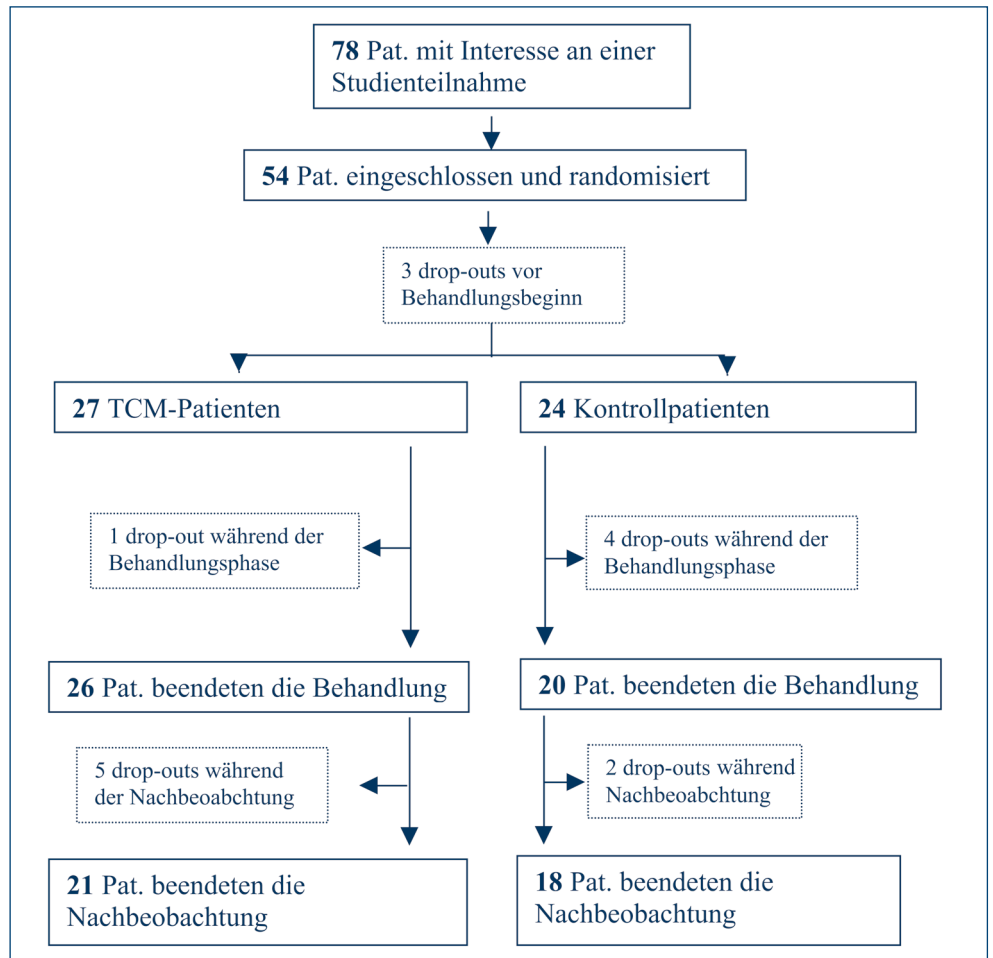 78 Pat. mit Interesse an einer
Studienteilnahme
54 Pat. eingeschlossen und randomisiert
3 drop-outs vor
Behandlungsbeginn
27 TCM-Patienten
24 Kontrollpatienten
1 drop-out während der
Behandlungsphase
4 drop-outs während der
Behandlungsphase
26 Pat. beendeten die Behandlung
20 Pat. beendeten die Behandlung
5 drop-outs während
der Nachbeoabchtung
2 drop-outs während
Nachbeoabchtung
21 Pat. beendeten die
Nachbeobachtung
18 Pat. beendeten die
Nachbeobachtung